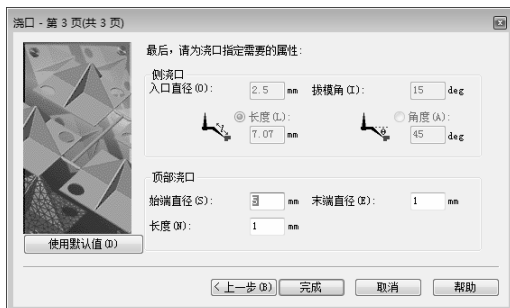 浇口 - 第 3 页(共 3 页)
最后，请为浇口指定需要的属性:
侧浇口
入口直径(O): 2.5 mm 拔模角(I): 15 deg
长度(L): 角度(A):
7.07 mm 45 deg
顶部浇口
始端直径(S): 3 mm 末端直径(E): 1 mm
长度(N): 1 mm
使用默认值(D)
<上一步(B) 完成 取消 帮助